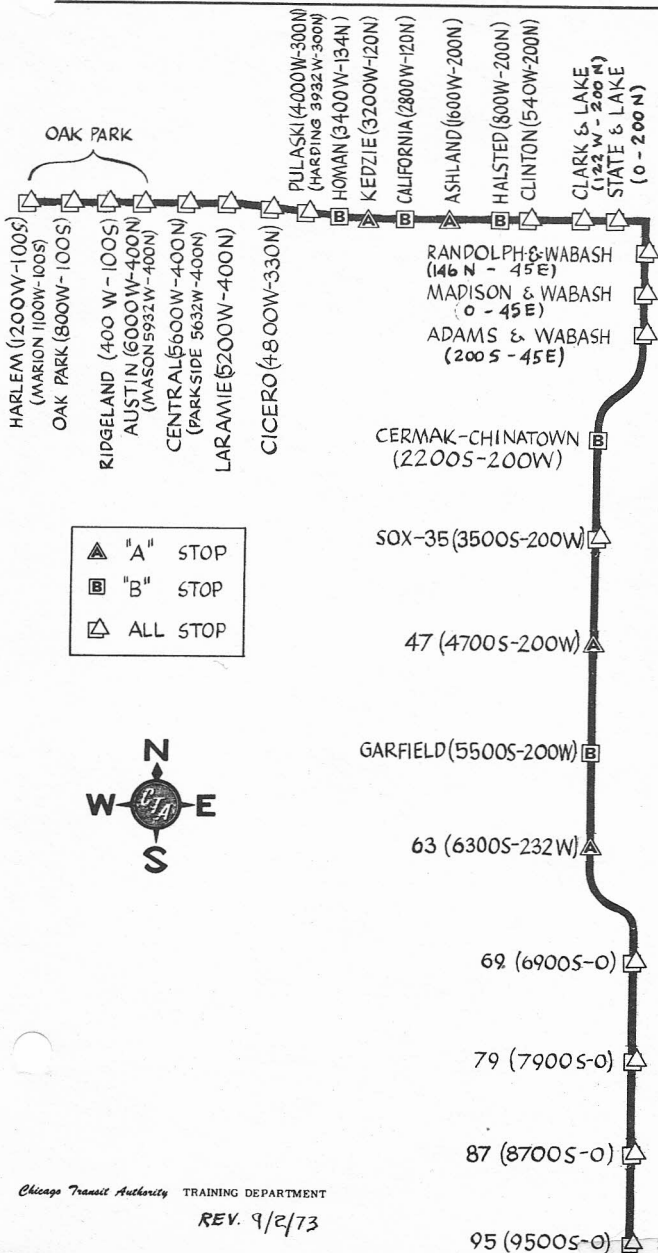 OAK PARK
HARLEM (1200W-100S)
(MARION 1100W-100S)
OAK PARK (800W-100S)
RIDGELAND (400 W-100S)
AUSTIN (6000W-400N)
(MASON 5932W-400N)
CENTRAL (5600W-400N)
(PARKSIDE 5632W-400N)
LARAMIE (5200W-400N)
CICERO (4800W-330N)
PULASKI (4000W-300N)
(HARDING 3932W-300N)
HOMAN (3400W-134N)
B
KEDZIE (3200W-120N)
A
CALIFORNIA (2800W-120N)
B
ASHLAND (1600W-200N)
A
HALSTED (800W-200N)
B
CLINTON (540W-200N)
CLARK & LAKE
(122 W - 200 N)
STATE & LAKE
(0 - 200 N)
RANDOLPH & WABASH
(146 N - 45E)
MADISON & WABASH
(0 - 45E)
ADAMS & WABASH
(200 S - 45E)
CERMAK-CHINATOWN
(2200S-200W)
B
SOX-35 (3500S-200W)
47 (4700S-200W)
A
GARFIELD (5500S-200W)
B
63 (6300S-232W)
A
69 (6900S-0)
79 (7900S-0)
87 (8700S-0)
95 (9500S-0)
A "A" STOP
B "B" STOP
ALL STOP
N
W CTA E
S
Chicago Transit Authority TRAINING DEPARTMENT
REV. 9/2/73